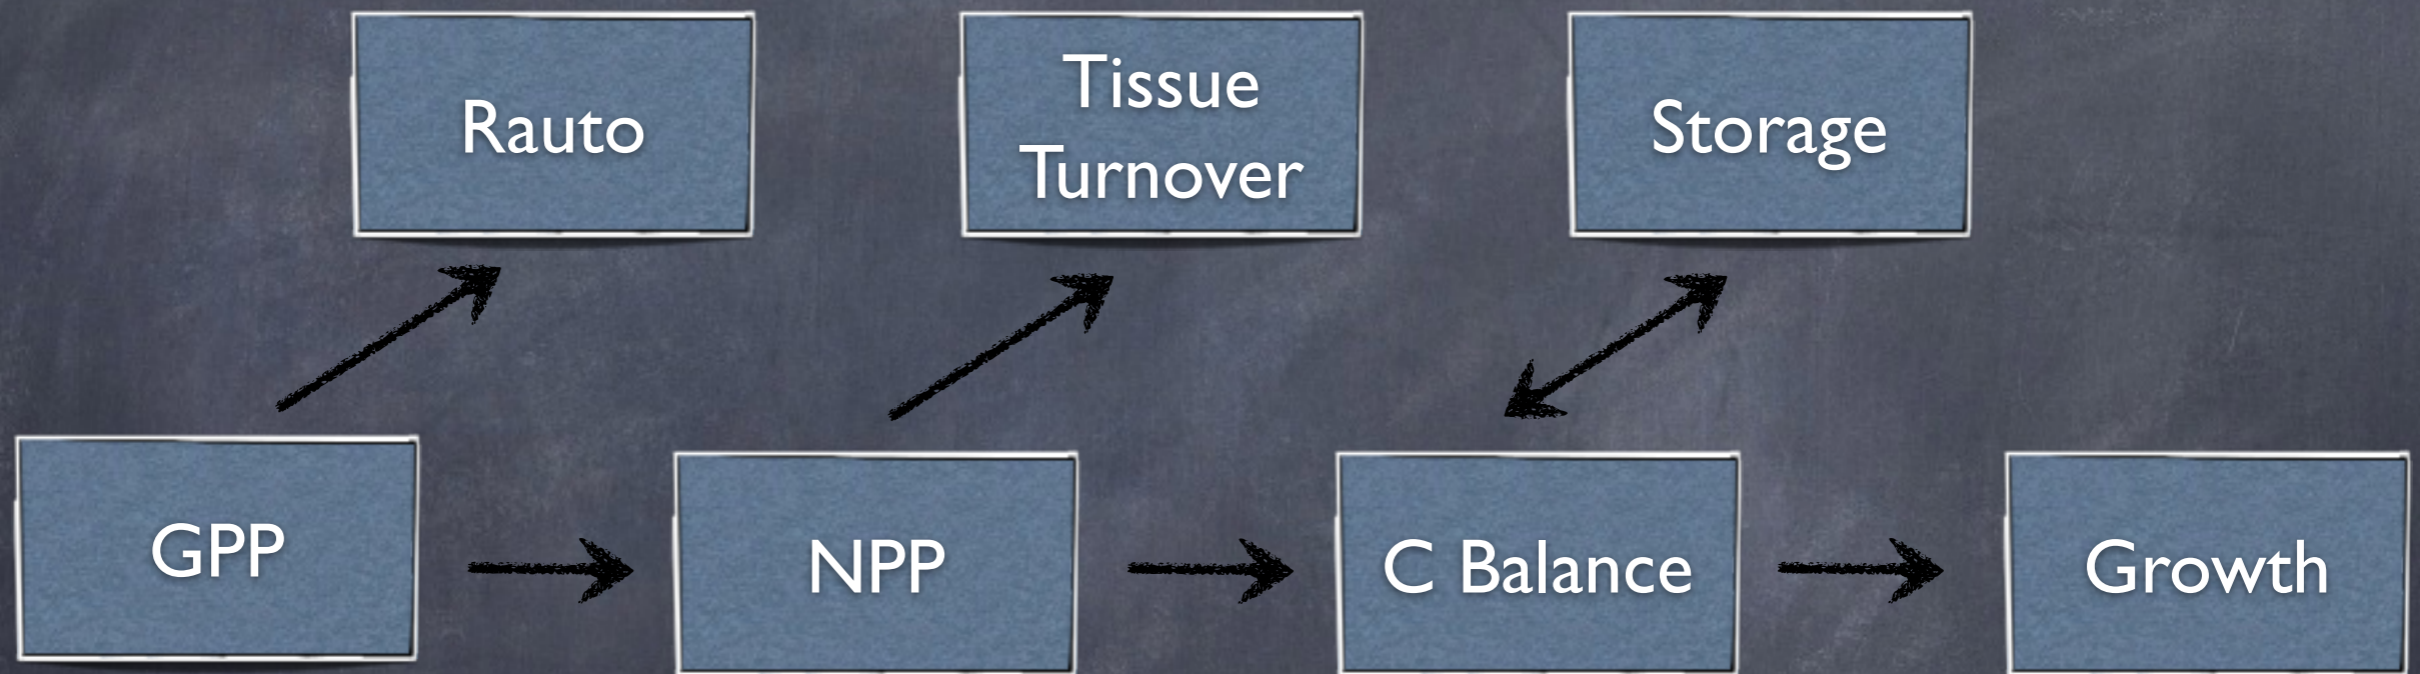 Rauto
Tissue
Turnover
Storage
GPP
NPP
C Balance
Growth